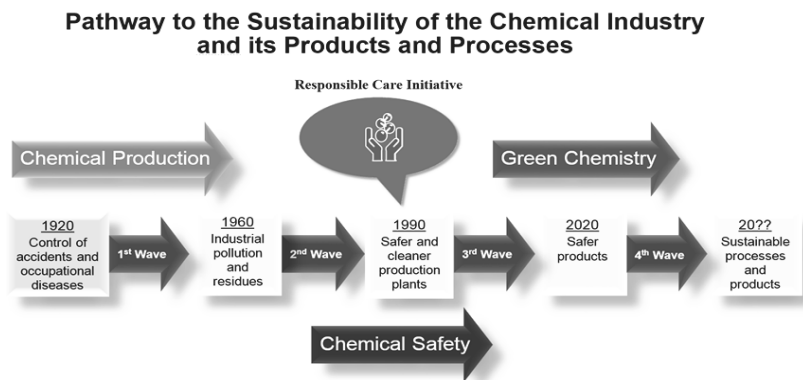 Pathway to the Sustainability of the Chemical Industry
and its Products and Processes
Responsible Care Initiative
Chemical Production
Green Chemistry
1920
Control of
accidents and
occupational
diseases
1st Wave
1960
Industrial
pollution
and
residues
2nd Wave
1990
Safer and
cleaner
production
plants
3rd Wave
2020
Safer
products
4th Wave
20??
Sustainable
processes
and
products
Chemical Safety